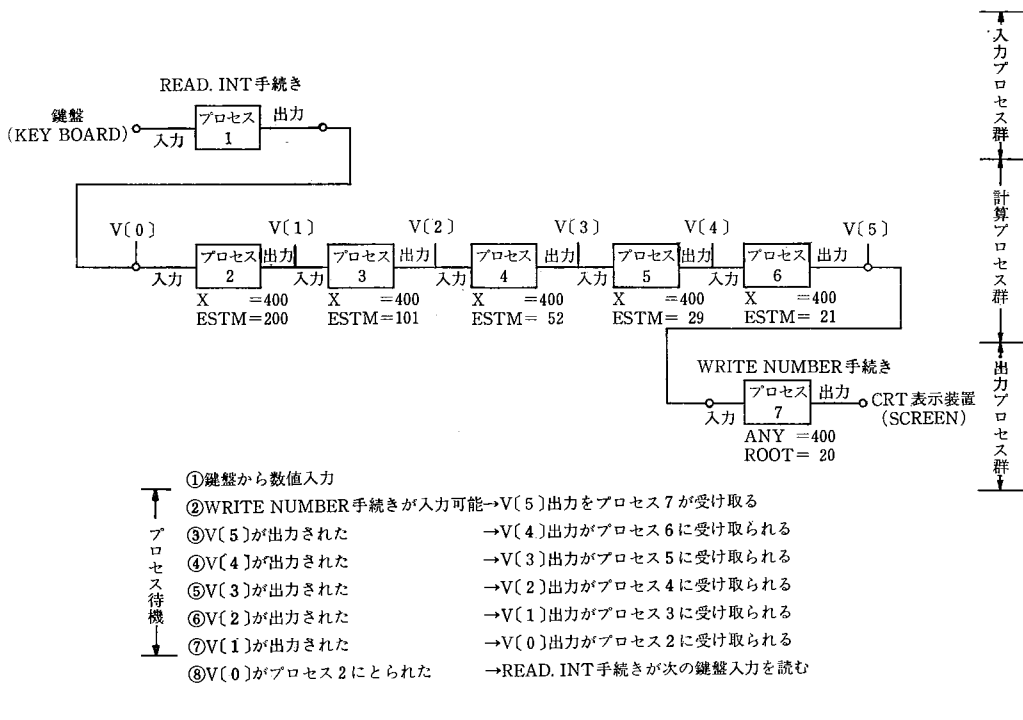 READ. INT手続き
鍵盤
(KEY BOARD)
入力
プロセス
1
出力
V〔0〕
V〔1〕
V〔2〕
V〔3〕
V〔4〕
V〔5〕
入力
プロセス
2
出力
入力
プロセス
3
出力
入力
プロセス
4
出力
入力
プロセス
5
出力
入力
プロセス
6
出力
X =400
ESTM=200
X =400
ESTM=101
X =400
ESTM= 52
X =400
ESTM= 29
X =400
ESTM= 21
WRITE NUMBER手続き
入力
プロセス
7
出力
CRT表示装置
(SCREEN)
ANY =400
ROOT= 20
入力プロセス群
計算プロセス群
出力プロセス群
プロセス待機
①鍵盤から数値入力
②WRITE NUMBER手続きが入力可能→V〔5〕出力をプロセス7が受け取る
③V〔5〕が出力された →V〔4〕出力がプロセス6に受け取られる
④V〔4〕が出力された →V〔3〕出力がプロセス5に受け取られる
⑤V〔3〕が出力された →V〔2〕出力がプロセス4に受け取られる
⑥V〔2〕が出力された →V〔1〕出力がプロセス3に受け取られる
⑦V〔1〕が出力された →V〔0〕出力がプロセス2に受け取られる
⑧V〔0〕がプロセス2にとられた →READ. INT手続きが次の鍵盤入力を読む